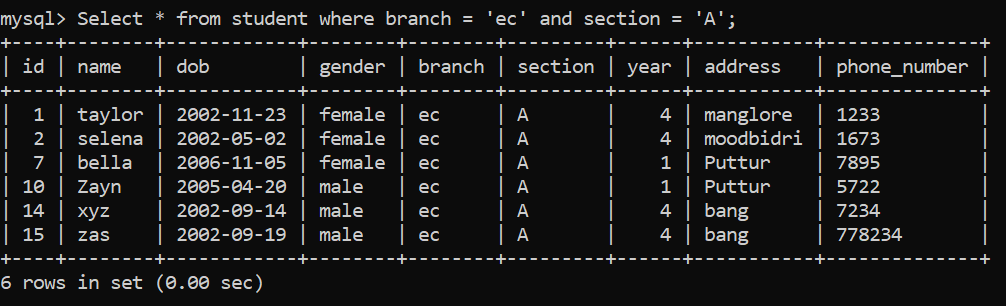 mysql> Select * from student where branch = 'ec' and section = 'A';
+----+--------+------------+--------+--------+---------+------+-----------+--------------+
| id | name   | dob        | gender | branch | section | year | address   | phone_number |
+----+--------+------------+--------+--------+---------+------+-----------+--------------+
|  1 | taylor | 2002-11-23 | female | ec     | A       |    4 | manglore  | 1233         |
|  2 | selena | 2002-05-02 | female | ec     | A       |    4 | moodbidri | 1673         |
|  7 | bella  | 2006-11-05 | female | ec     | A       |    1 | Puttur    | 7895         |
| 10 | Zayn   | 2005-04-20 | male   | ec     | A       |    1 | Puttur    | 5722         |
| 14 | xyz    | 2002-09-14 | male   | ec     | A       |    4 | bang      | 7234         |
| 15 | zas    | 2002-09-19 | male   | ec     | A       |    4 | bang      | 778234       |
+----+--------+------------+--------+--------+---------+------+-----------+--------------+
6 rows in set (0.00 sec)